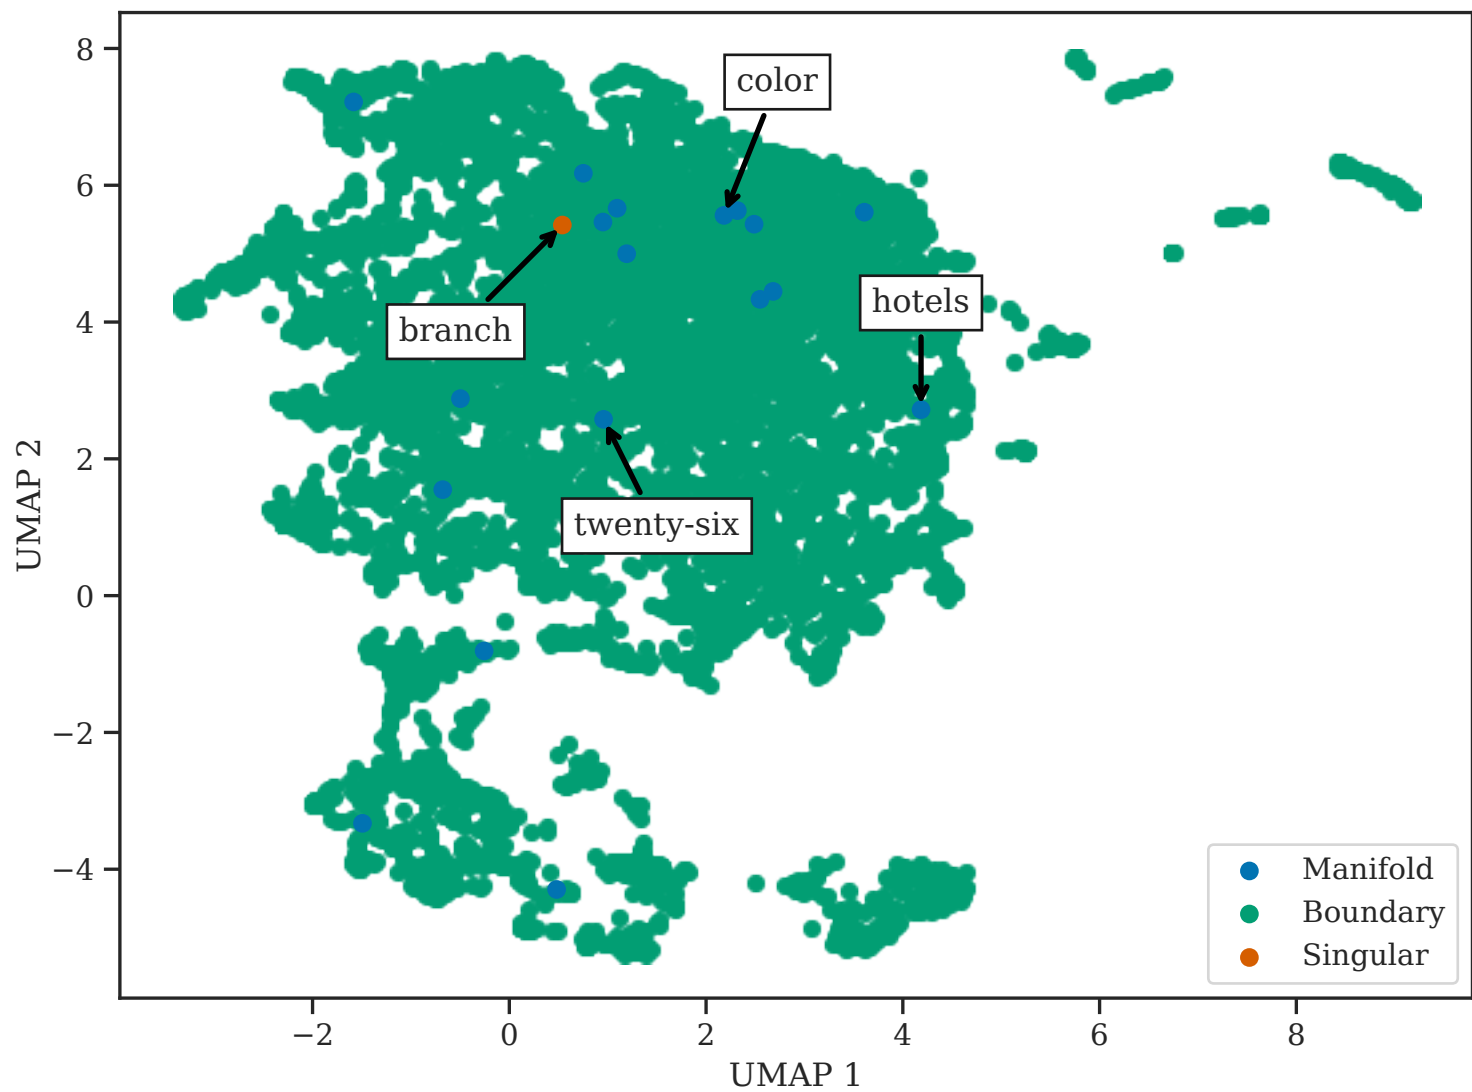 color
hotels
branch
twenty-six
8
6
4
2
0
−2
−4
UMAP 2
−2
0
2
4
6
8
UMAP 1
Manifold
Boundary
Singular